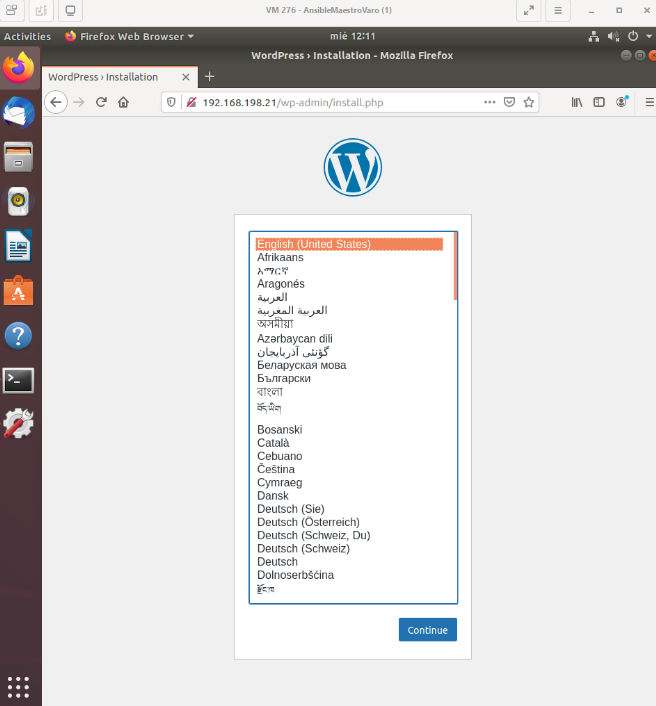 VM 276 - AnsibleMaestroVaro (1)
Activities Firefox Web Browser mié 12:11
WordPress › Installation - Mozilla Firefox
WordPress › Installation
192.168.198.21/wp-admin/install.php
English (United States)
Afrikaans
አማርኛ
Aragonés
العربية
العربية المغربية
অসমীয়া
Azərbaycan dili
گؤنئی آذربایجان
Беларуская мова
Български
বাংলা
བོད་ཡིག
Bosanski
Català
Cebuano
Čeština
Cymraeg
Dansk
Deutsch (Sie)
Deutsch (Österreich)
Deutsch (Schweiz, Du)
Deutsch (Schweiz)
Deutsch
Dolnoserbšćina
རྫོང་ཁ
Continue